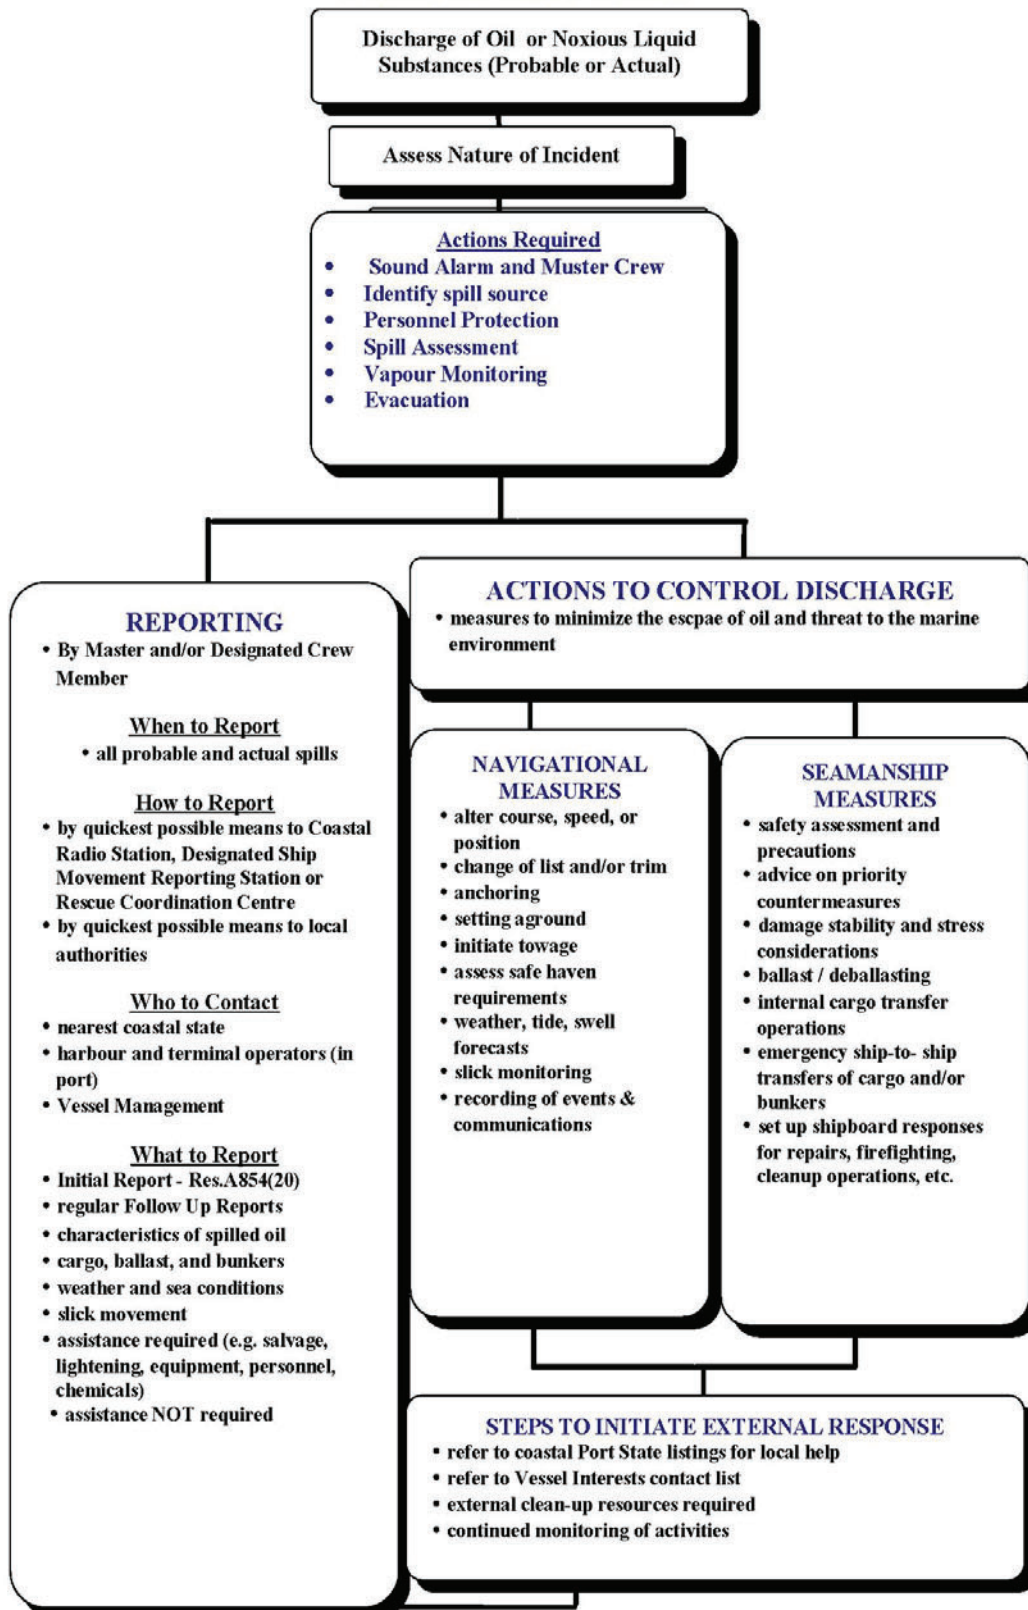 Discharge of Oil or Noxious Liquid
Substances (Probable or Actual)
Assess Nature of Incident
Actions Required
• Sound Alarm and Muster Crew
• Identify spill source
• Personnel Protection
• Spill Assessment
• Vapour Monitoring
• Evacuation
REPORTING
• By Master and/or Designated Crew
Member
When to Report
• all probable and actual spills
How to Report
• by quickest possible means to Coastal
Radio Station, Designated Ship
Movement Reporting Station or
Rescue Coordination Centre
• by quickest possible means to local
authorities
Who to Contact
• nearest coastal state
• harbour and terminal operators (in
port)
• Vessel Management
What to Report
• Initial Report - Res.A854(20)
• regular Follow Up Reports
• characteristics of spilled oil
• cargo, ballast, and bunkers
• weather and sea conditions
• slick movement
• assistance required (e.g. salvage,
lightening, equipment, personnel,
chemicals)
• assistance NOT required
ACTIONS TO CONTROL DISCHARGE
• measures to minimize the escpae of oil and threat to the marine
environment
NAVIGATIONAL
MEASURES
• alter course, speed, or
position
• change of list and/or trim
• anchoring
• setting aground
• initiate towage
• assess safe haven
requirements
• weather, tide, swell
forecasts
• slick monitoring
• recording of events &
communications
SEAMANSHIP
MEASURES
• safety assessment and
precautions
• advice on priority
countermeasures
• damage stability and stress
considerations
• ballast / deballasting
• internal cargo transfer
operations
• emergency ship-to- ship
transfers of cargo and/or
bunkers
• set up shipboard responses
for repairs, firefighting,
cleanup operations, etc.
STEPS TO INITIATE EXTERNAL RESPONSE
• refer to coastal Port State listings for local help
• refer to Vessel Interests contact list
• external clean-up resources required
• continued monitoring of activities